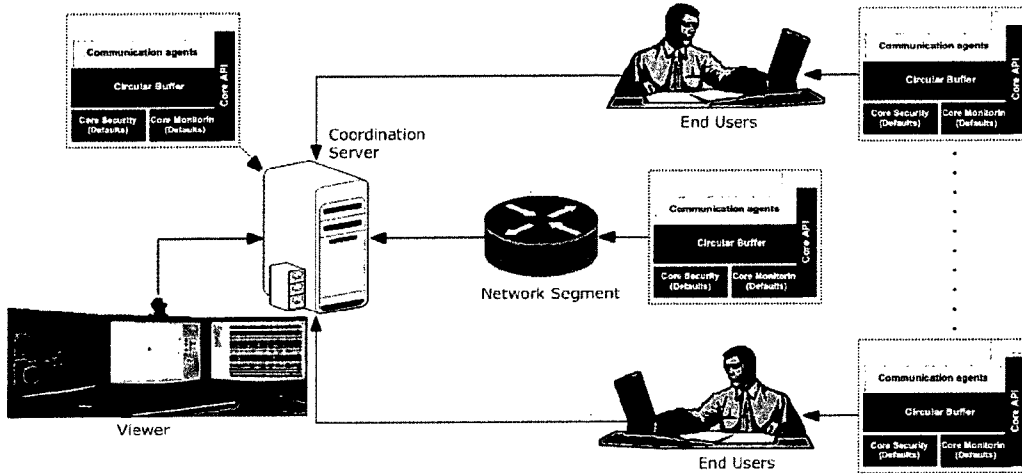 Communication agents
Circular Buffer
Core Security
(Defaults)
Core Monitorin
(Defaults)
Core API
Coordination
Server
End Users
Communication agents
Circular Buffer
Core Security
(Defaults)
Core Monitorin
(Defaults)
Core API
Communication agents
Circular Buffer
Core Security
(Defaults)
Core Monitorin
(Defaults)
Core API
Network Segment
Viewer
End Users
Communication agents
Circular Buffer
Core Security
(Defaults)
Core Monitorin
(Defaults)
Core API